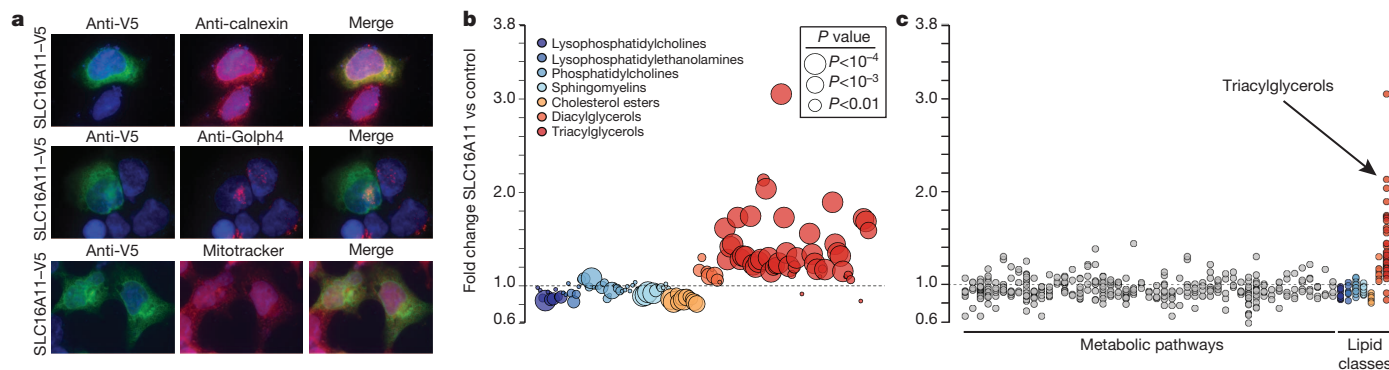 a
Anti-V5 Anti-calnexin Merge
SLC16A11–V5
Anti-V5 Anti-Golph4 Merge
SLC16A11–V5
Anti-V5 Mitotracker Merge
SLC16A11–V5
b
Fold change SLC16A11 vs control
3.8
3.0
2.0
1.0
0.6
Lysophosphatidylcholines
Lysophosphatidylethanolamines
Phosphatidylcholines
Sphingomyelins
Cholesterol esters
Diacylglycerols
Triacylglycerols
P value
P<10⁻⁴
P<10⁻³
P<0.01
c
3.8
3.0
2.0
1.0
0.6
Triacylglycerols
Metabolic pathways
Lipid
classes